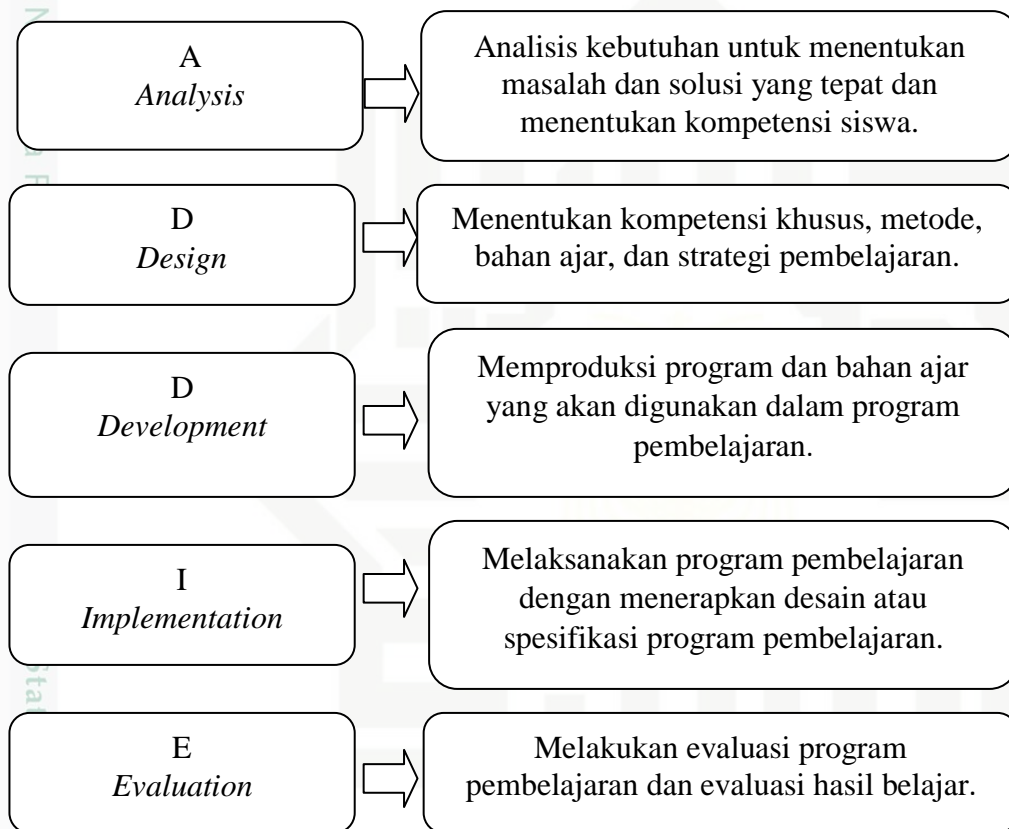 A
Analysis
Analisis kebutuhan untuk menentukan
masalah dan solusi yang tepat dan
menentukan kompetensi siswa.
D
Design
Menentukan kompetensi khusus, metode,
bahan ajar, dan strategi pembelajaran.
D
Development
Memproduksi program dan bahan ajar
yang akan digunakan dalam program
pembelajaran.
I
Implementation
Melaksanakan program pembelajaran
dengan menerapkan desain atau
spesifikasi program pembelajaran.
E
Evaluation
Melakukan evaluasi program
pembelajaran dan evaluasi hasil belajar.